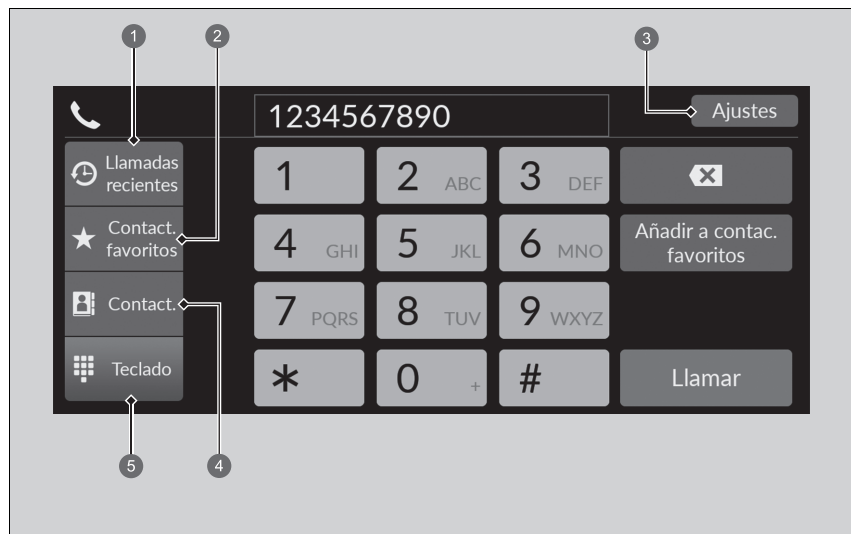 1 2 3
1234567890 Ajustes
Llamadas
recientes
1 2 ABC 3 DEF
Contact.
favoritos
4 GHI 5 JKL 6 MNO
Añadir a contac.
favoritos
Contact.
7 PQRS 8 TUV 9 WXYZ
Teclado
* 0 + # Llamar
5 4